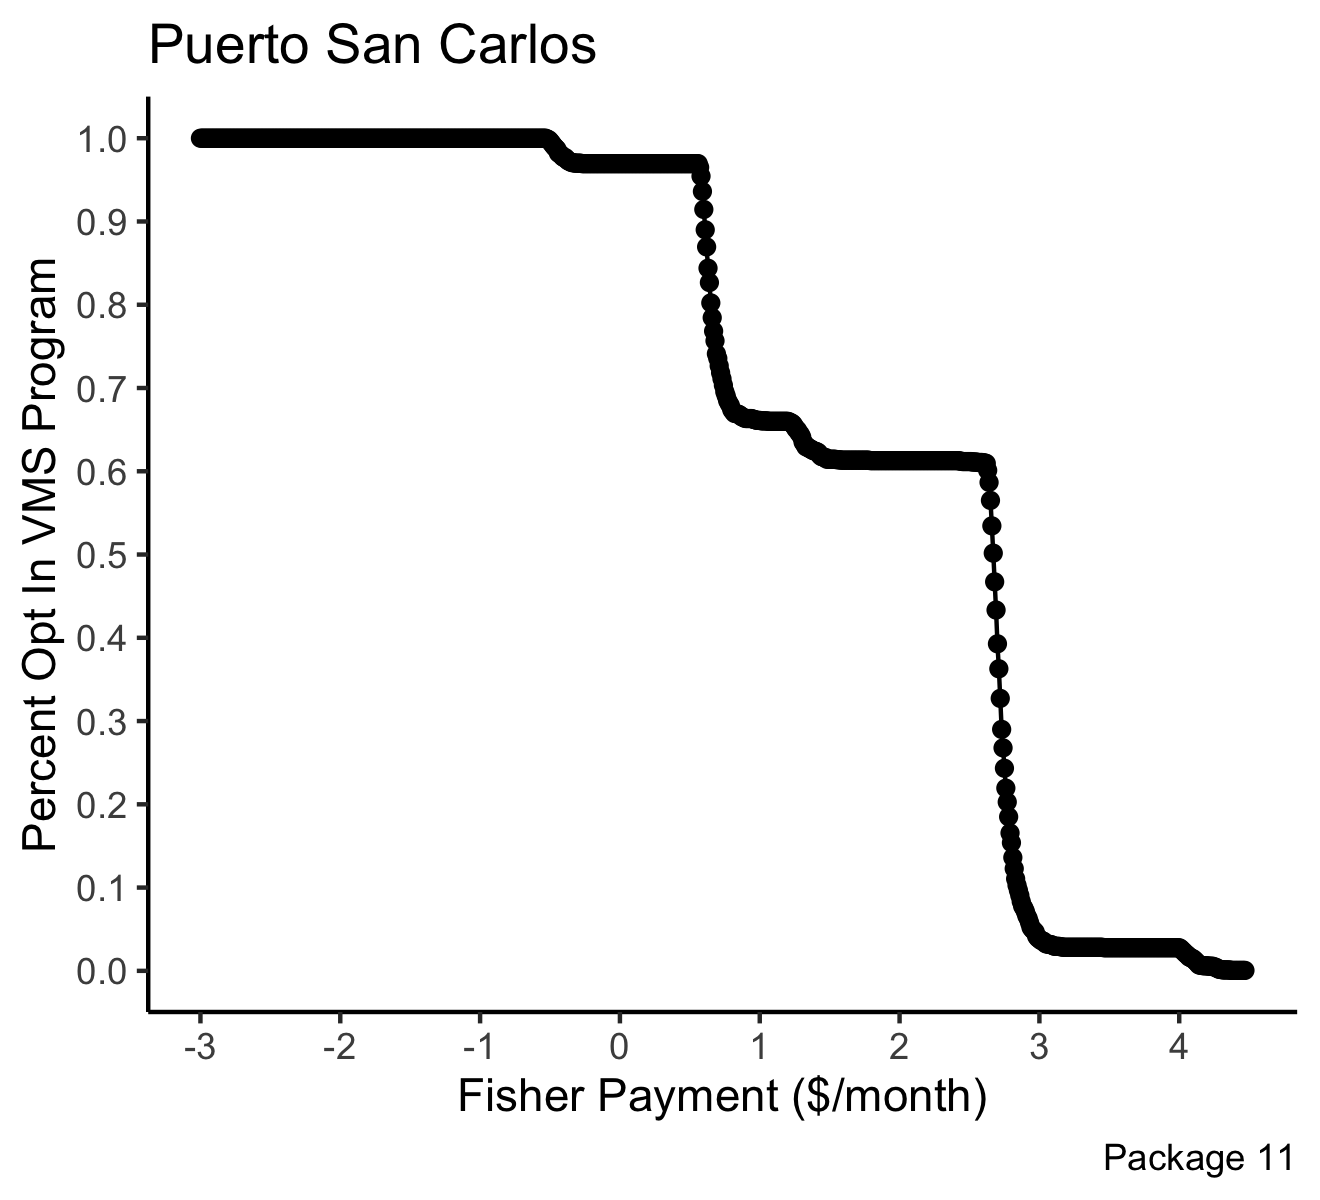 Puerto San Carlos
Percent Opt In VMS Program
1.0
0.9
0.8
0.7
0.6
0.5
0.4
0.3
0.2
0.1
0.0
-3 -2 -1 0 1 2 3 4
Fisher Payment ($/month)
Package 11